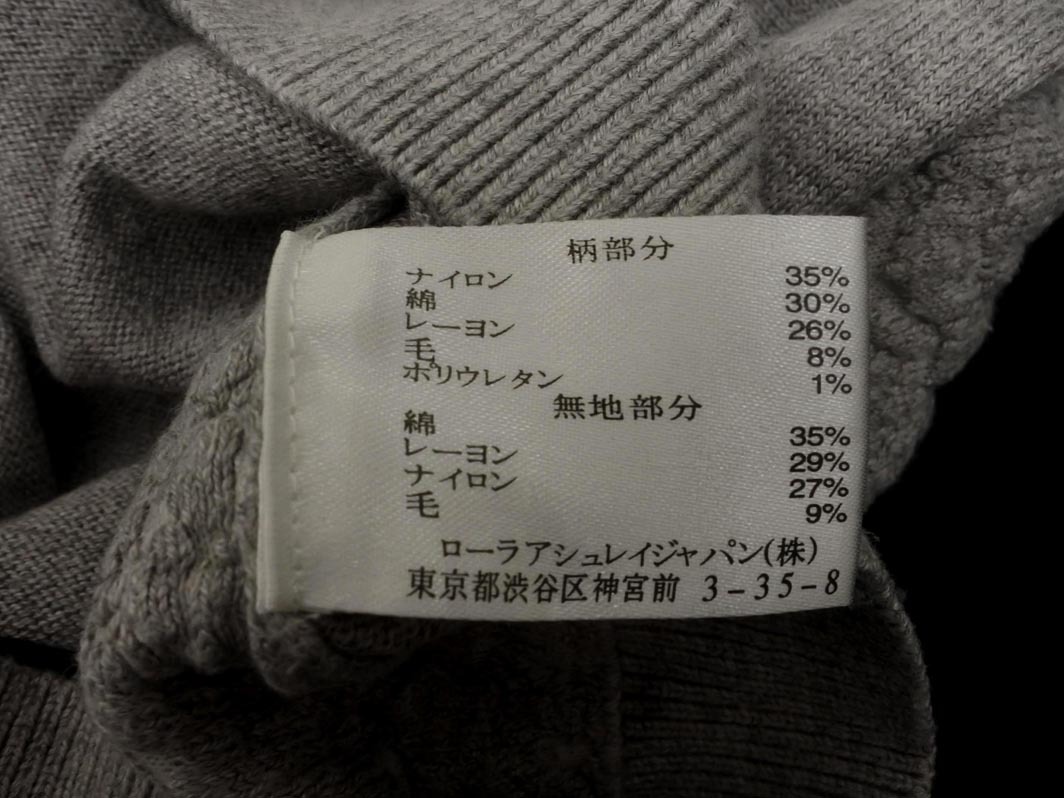 柄部分
ナイロン 35%
綿 30%
レーヨン 26%
毛 8%
ポリウレタン 1%
無地部分
綿 35%
レーヨン 29%
ナイロン 27%
毛 9%
ローラアシュレイジャパン(株)
東京都渋谷区神宮前 3-35-8